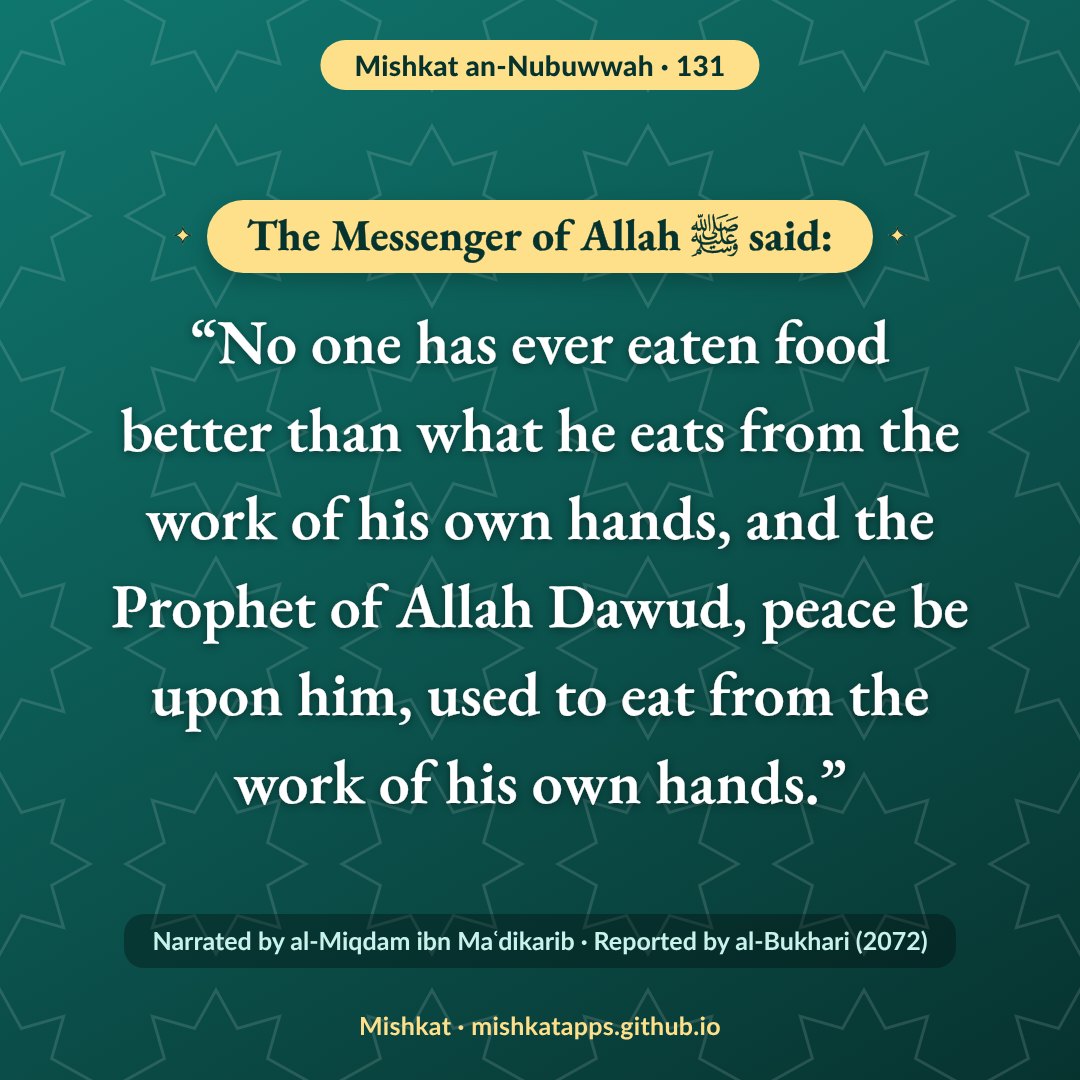 Mishkat an-Nubuwwah · 131
The Messenger of Allah ﷺ said:
“No one has ever eaten food
better than what he eats from the
work of his own hands, and the
Prophet of Allah Dawud, peace be
upon him, used to eat from the
work of his own hands.”
Narrated by al-Miqdam ibn Maʿdikarib · Reported by al-Bukhari (2072)
Mishkat · mishkatapps.github.io